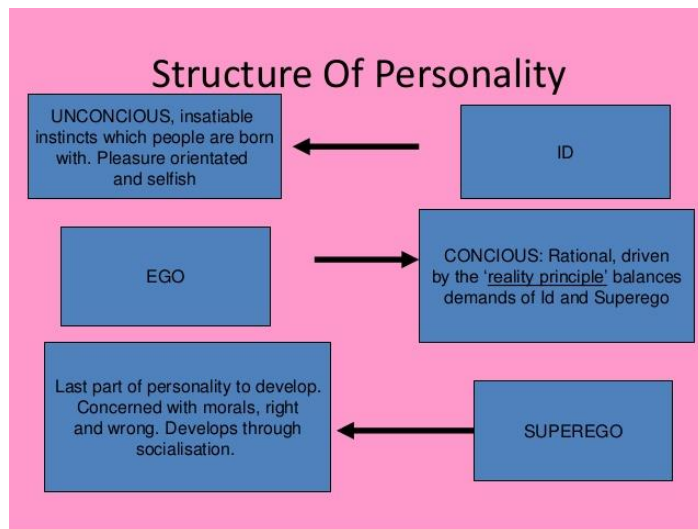 Structure Of Personality
UNCONCIOUS, insatiable
instincts which people are born
with. Pleasure orientated
and selfish
ID
EGO
CONCIOUS: Rational, driven
by the ‘reality principle’ balances
demands of Id and Superego
Last part of personality to develop.
Concerned with morals, right
and wrong. Develops through
socialisation.
SUPEREGO